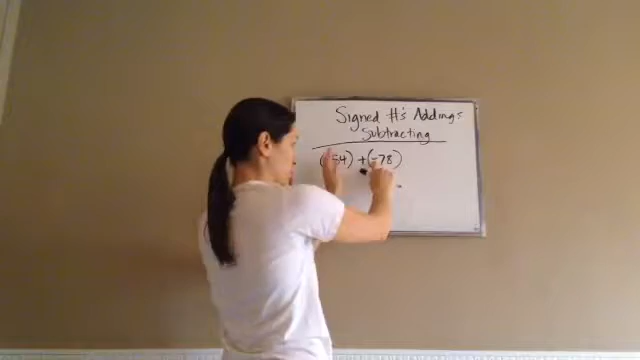 Signed #'s Adding &
Subtracting
54) + (-78)